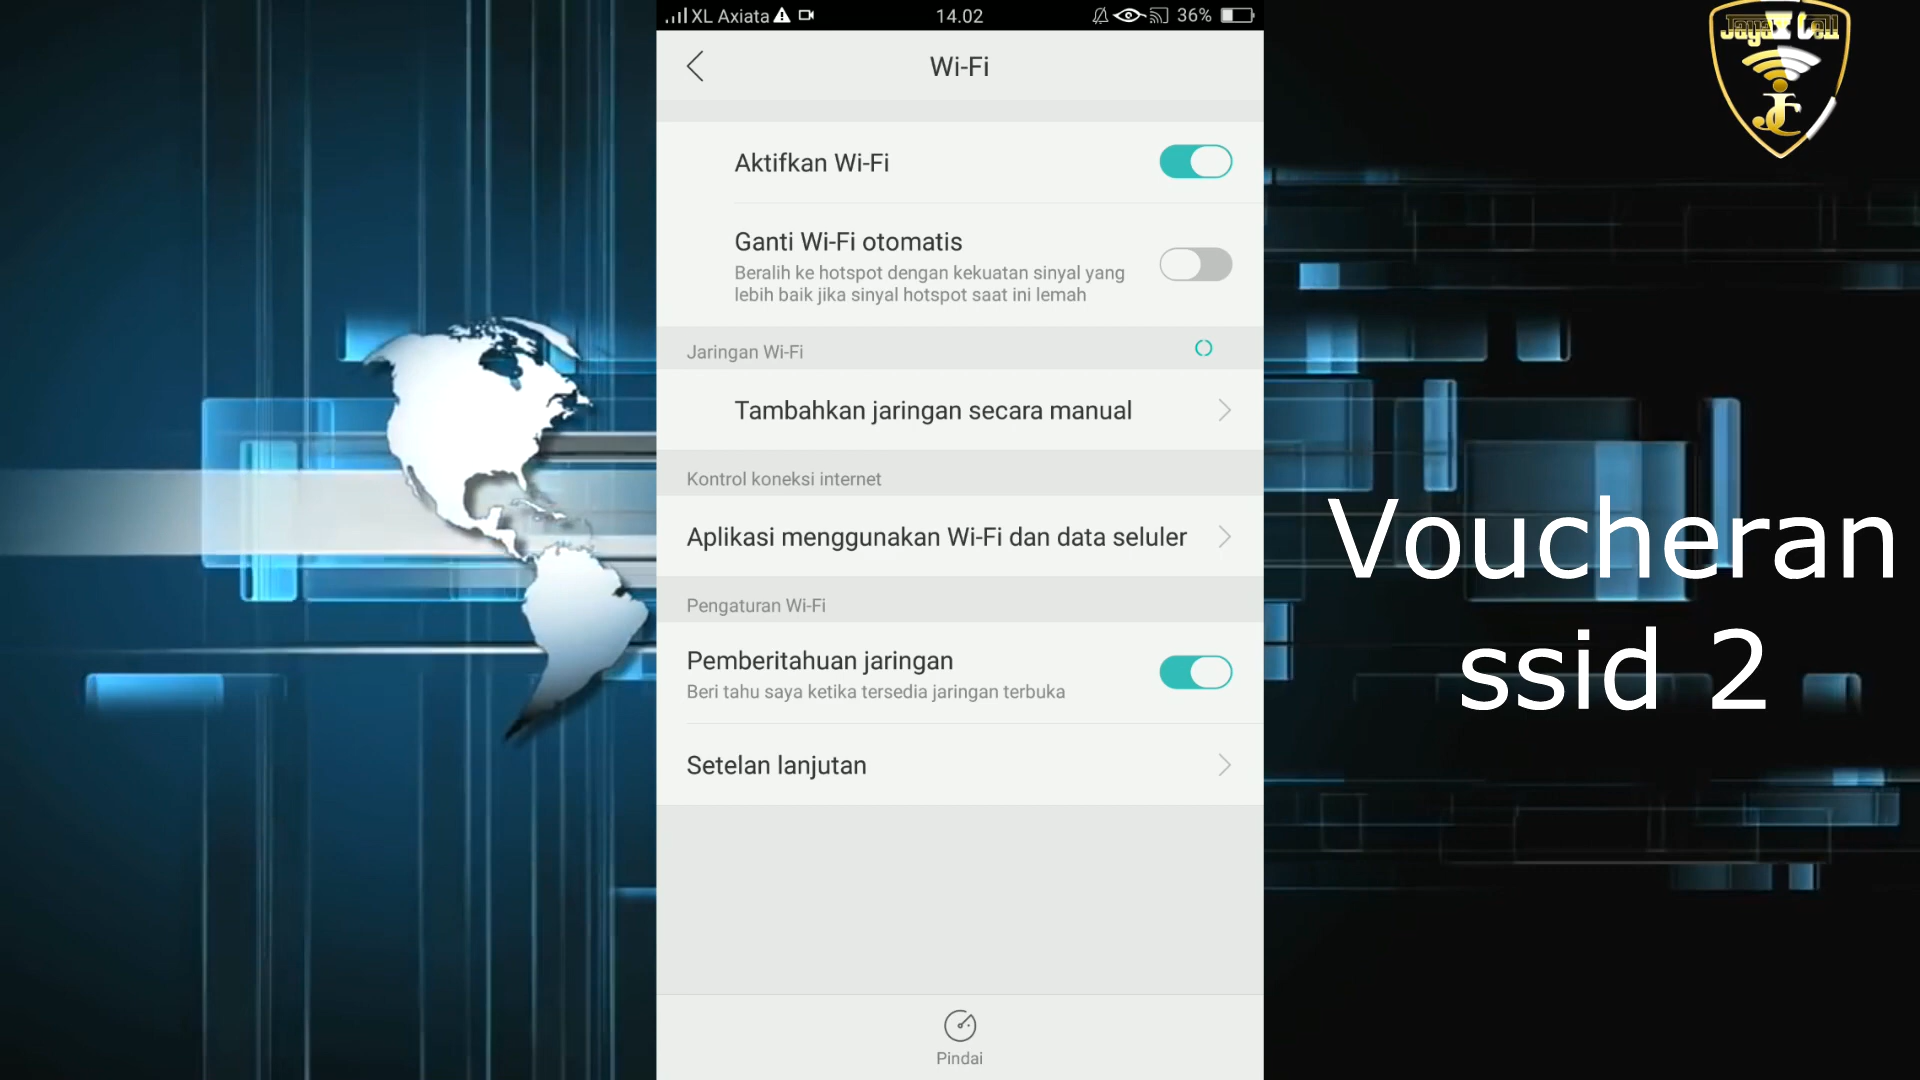 XL Axiata
14.02
36%
Wi-Fi
Aktifkan Wi-Fi
Ganti Wi-Fi otomatis
Beralih ke hotspot dengan kekuatan sinyal yang
lebih baik jika sinyal hotspot saat ini lemah
Jaringan Wi-Fi
Tambahkan jaringan secara manual
Kontrol koneksi internet
Aplikasi menggunakan Wi-Fi dan data seluler
Pengaturan Wi-Fi
Pemberitahuan jaringan
Beri tahu saya ketika tersedia jaringan terbuka
Setelan lanjutan
Pindai
Voucheran
ssid 2